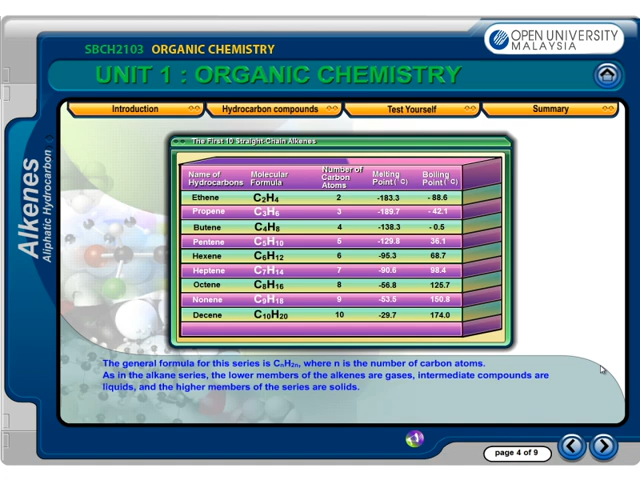 OPEN UNIVERSITY
MALAYSIA
SBCH2103 ORGANIC CHEMISTRY
UNIT 1 : ORGANIC CHEMISTRY
Introduction
Hydrocarbon compounds
Test Yourself
Summary
Alkenes
Aliphatic Hydrocarbon
The First 10 Straight-Chain Alkenes
Name of Hydrocarbons Molecular Formula Number of Carbon Atoms Melting Point (°C) Boiling Point (°C)
Ethene C₂H₄ 2 -183.3 - 88.6
Propene C₃H₆ 3 -189.7 - 42.1
Butene C₄H₈ 4 -138.3 - 0.5
Pentene C₅H₁₀ 5 -129.8 36.1
Hexene C₆H₁₂ 6 -95.3 68.7
Heptene C₇H₁₄ 7 -90.6 98.4
Octene C₈H₁₆ 8 -56.8 125.7
Nonene C₉H₁₈ 9 -53.5 150.8
Decene C₁₀H₂₀ 10 -29.7 174.0
The general formula for this series is CₙH₂ₙ, where n is the number of carbon atoms.
As in the alkane series, the lower members of the alkenes are gases, intermediate compounds are
liquids, and the higher members of the series are solids.
page 4 of 9